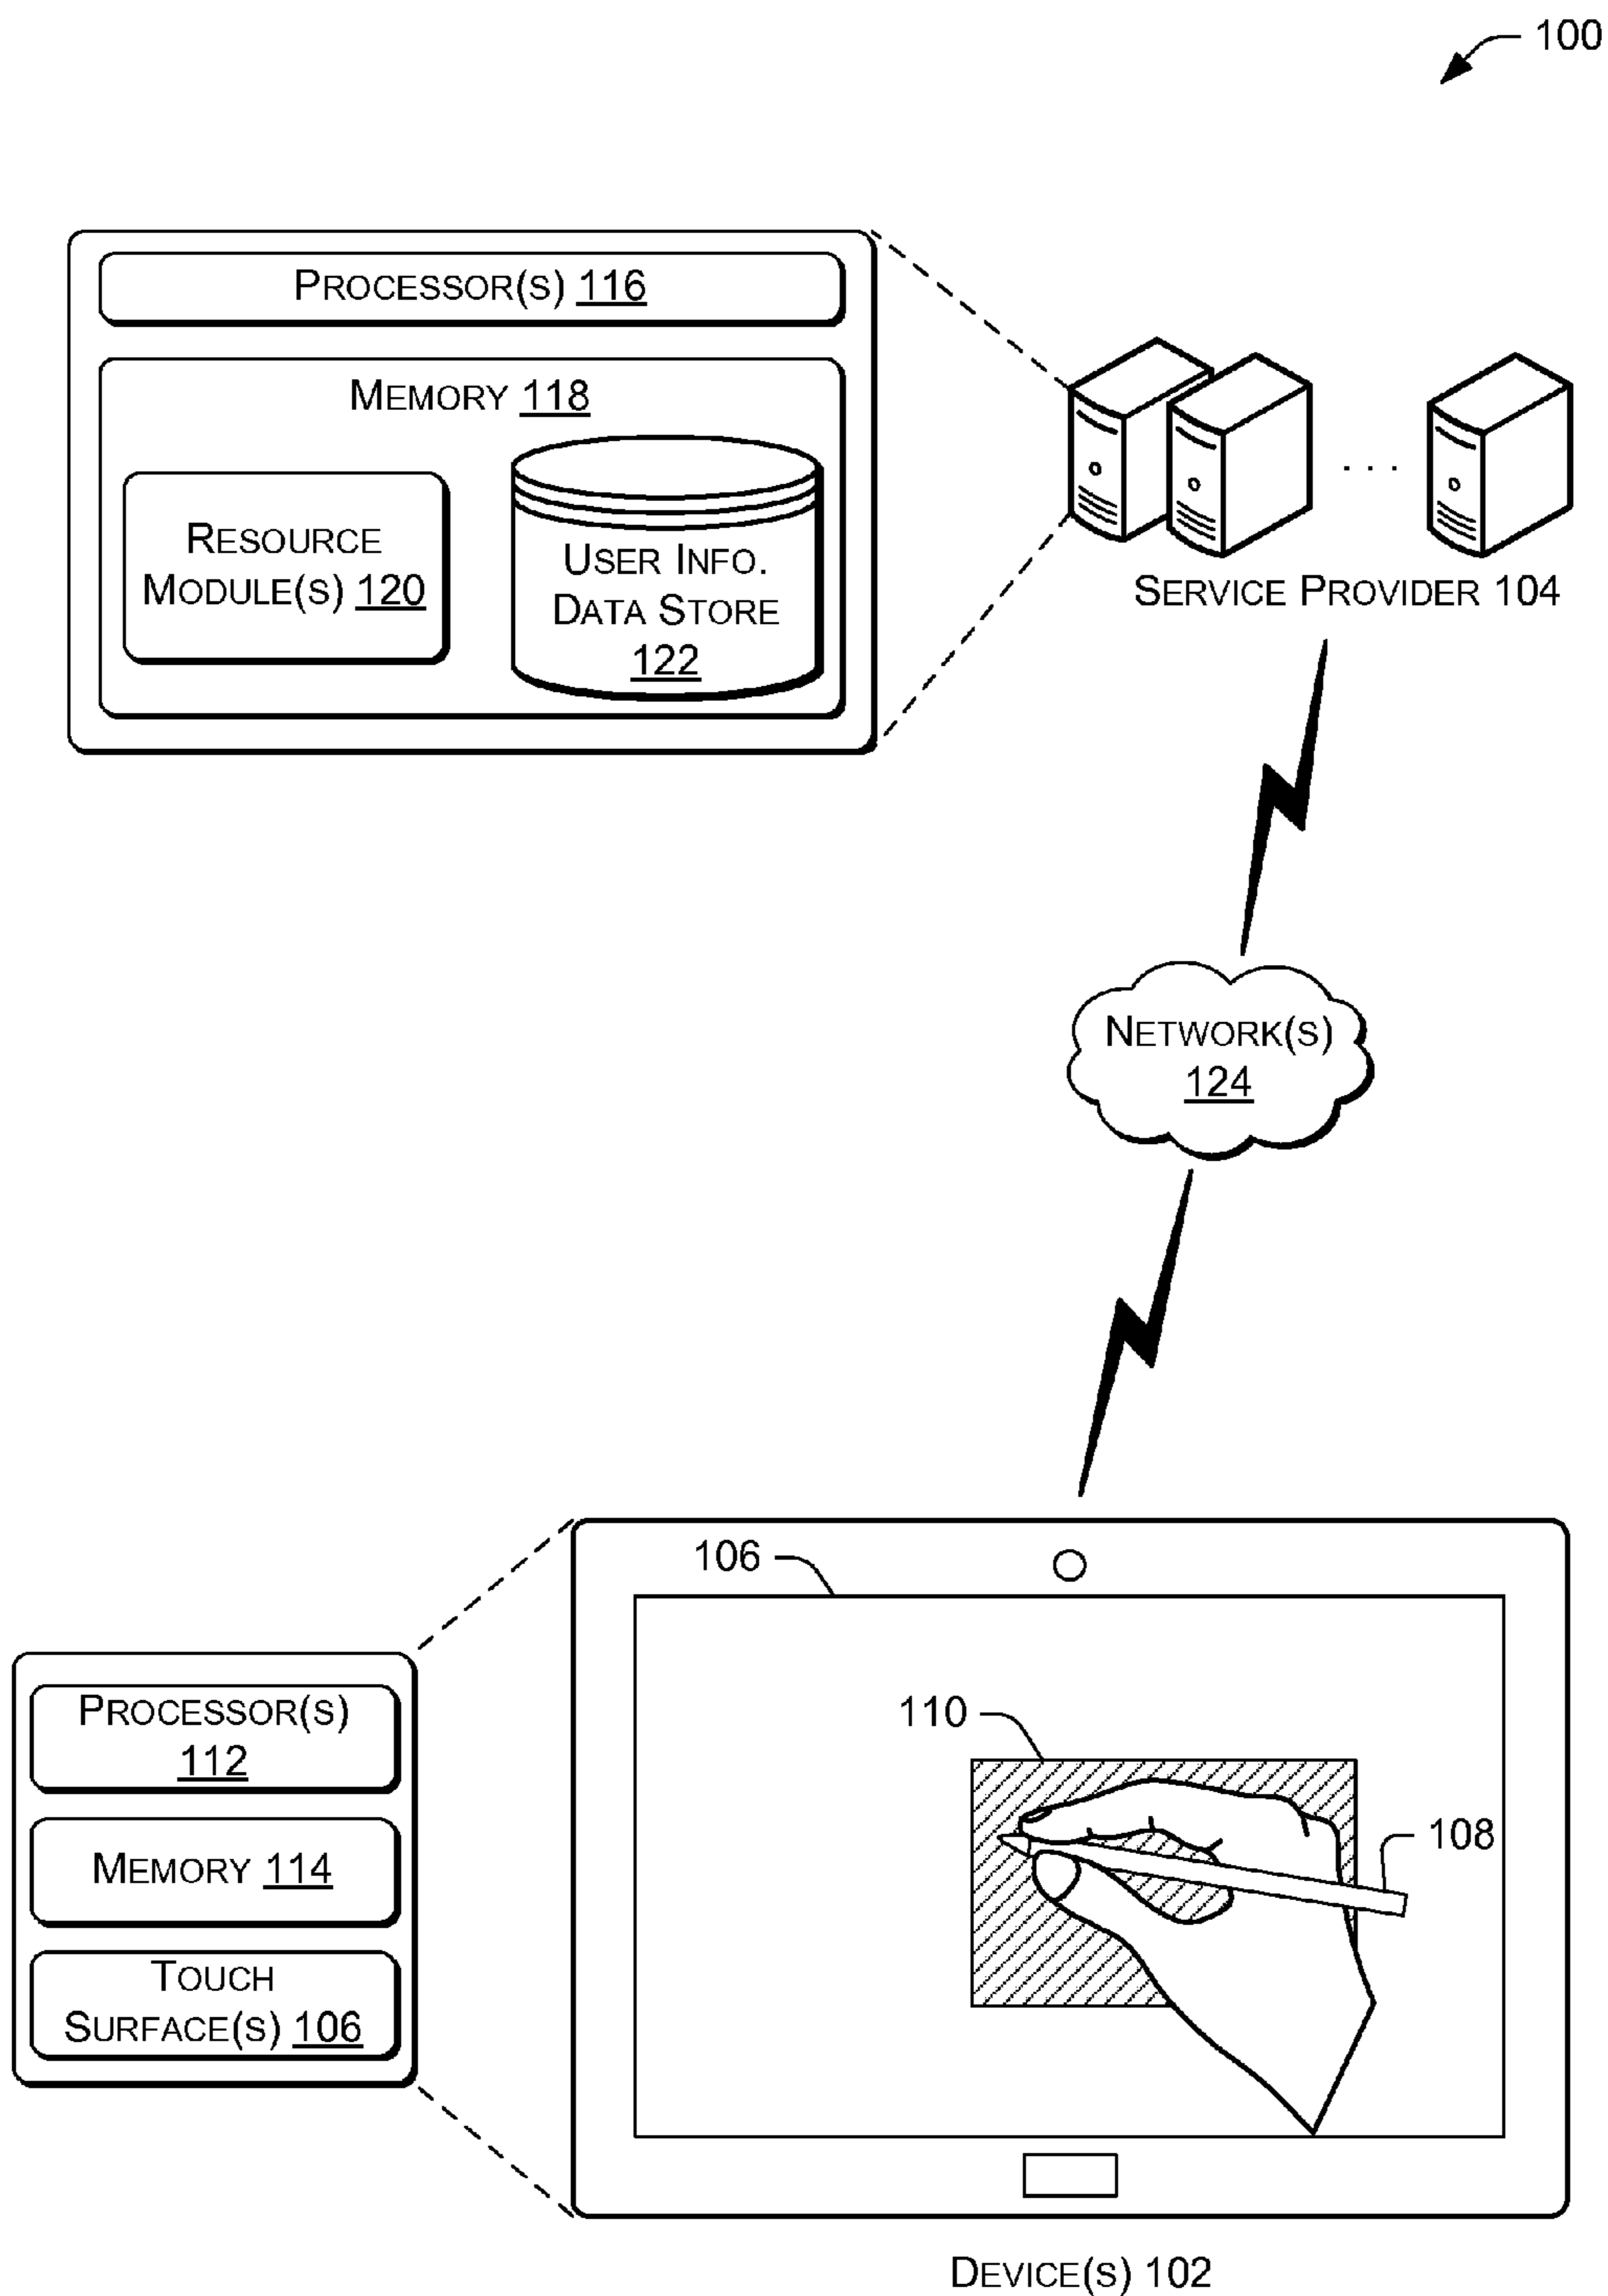 100
PROCESSOR(S) 116
MEMORY 118
RESOURCE
MODULE(S) 120
USER INFO.
DATA STORE
122
. . .
SERVICE PROVIDER 104
NETWORK(S)
124
106
110
108
PROCESSOR(S)
112
MEMORY 114
TOUCH
SURFACE(S) 106
DEVICE(S) 102